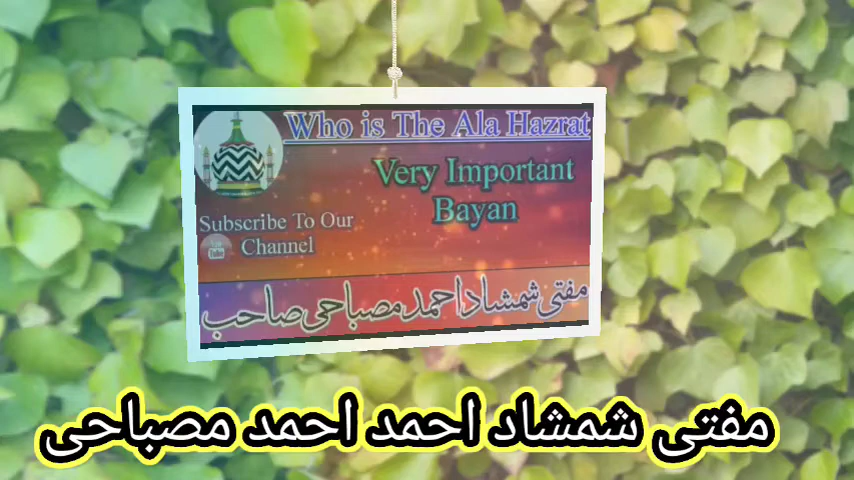 Who is The Ala Hazrat
Very Important
Bayan
Subscribe To Our
Channel
مفتی شمشاد احمد مصباحی صاحب
مفتی شمشاد احمد احمد مصباحی